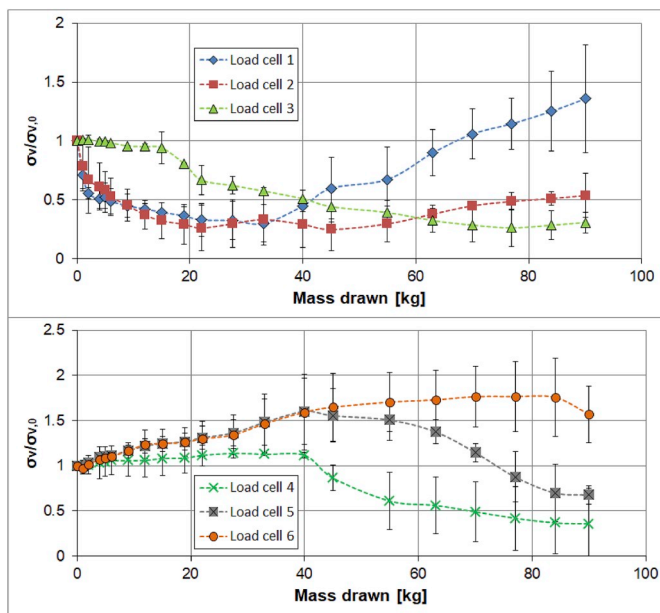 2
1.5
1
0.5
0
σv/σv,0
Load cell 1
Load cell 2
Load cell 3
0 20 40 60 80 100
Mass drawn [kg]
2.5
2
1.5
1
0.5
0
σv/σv,0
Load cell 4
Load cell 5
Load cell 6
0 20 40 60 80 100
Mass drawn [kg]